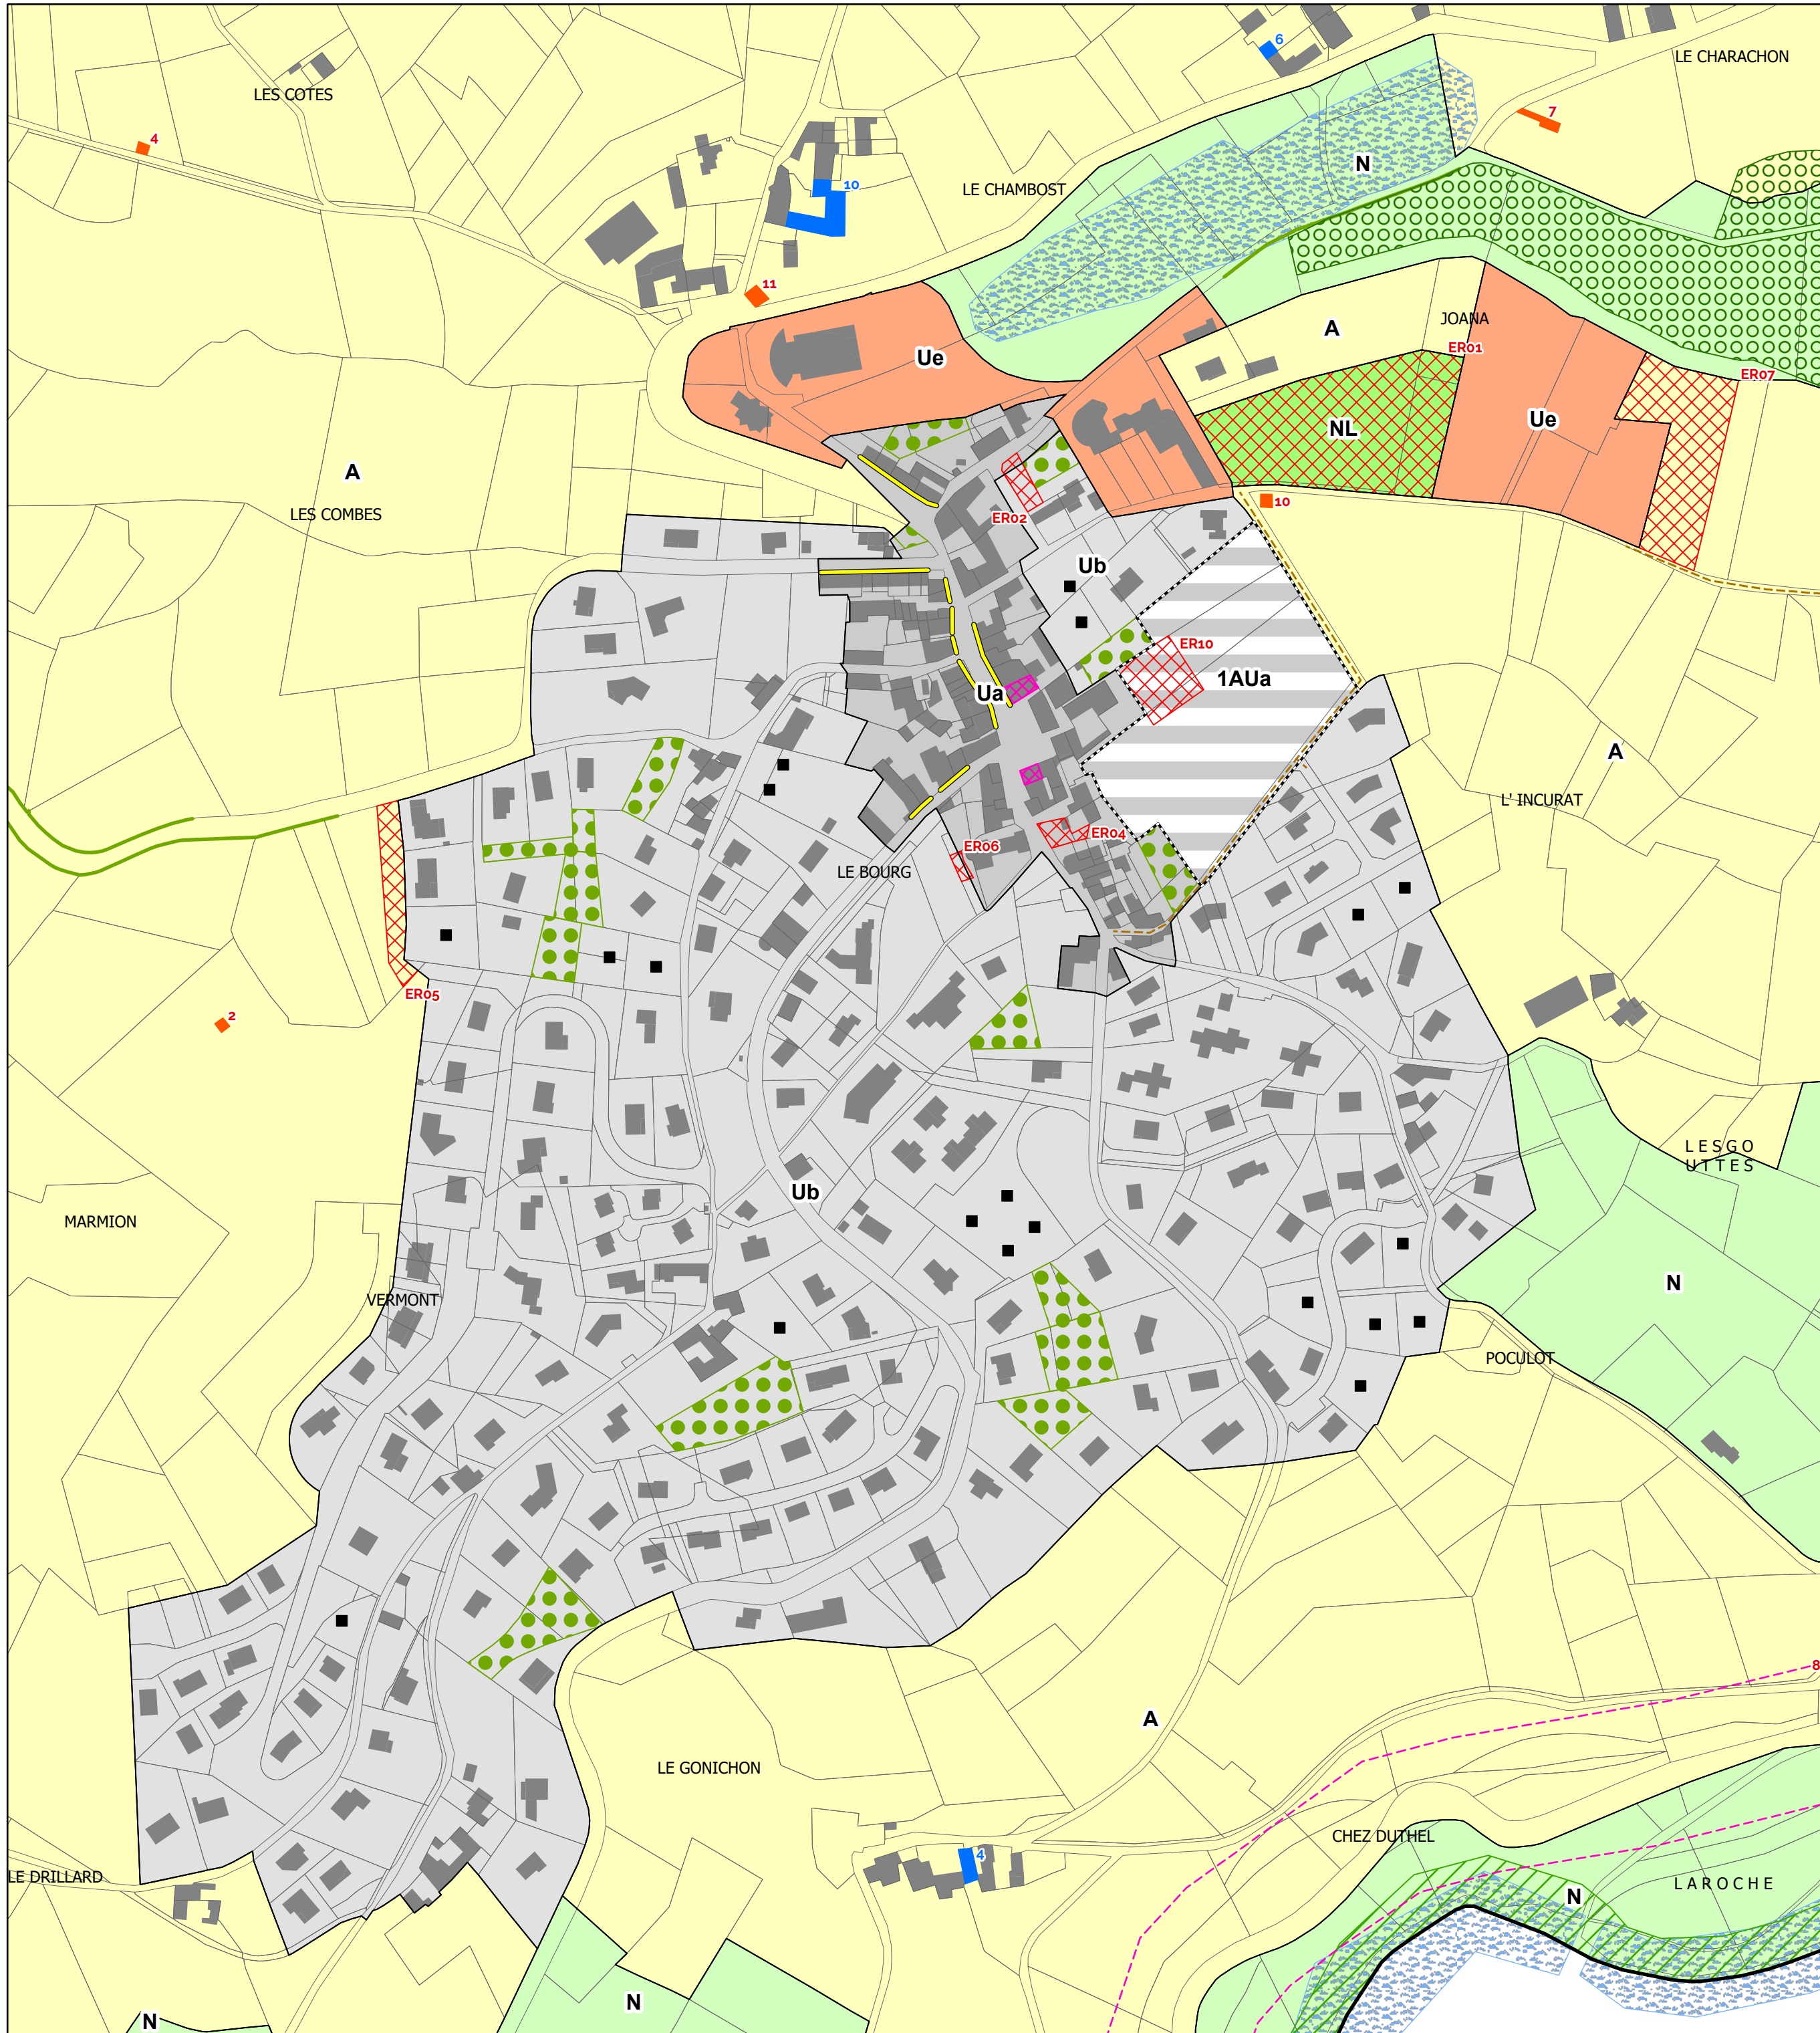 6
LE CHARACHON
LES COTES
7
4
N
10
LE CHAMBOST
11
JOANA
A
ER01
Ue
ER07
Ue
NL
A
10
LES COMBES
ER02
Ub
ER10
1AUa
Ua
A
L' INCURAT
ER04
ER06
LE BOURG
ER05
2
LESGO
UTTES
Ub
MARMION
N
VERMONT
POCULOT
8
A
LE GONICHON
CHEZ DUTHEL
4
LE DRILLARD
LAROCHE
N
N
N